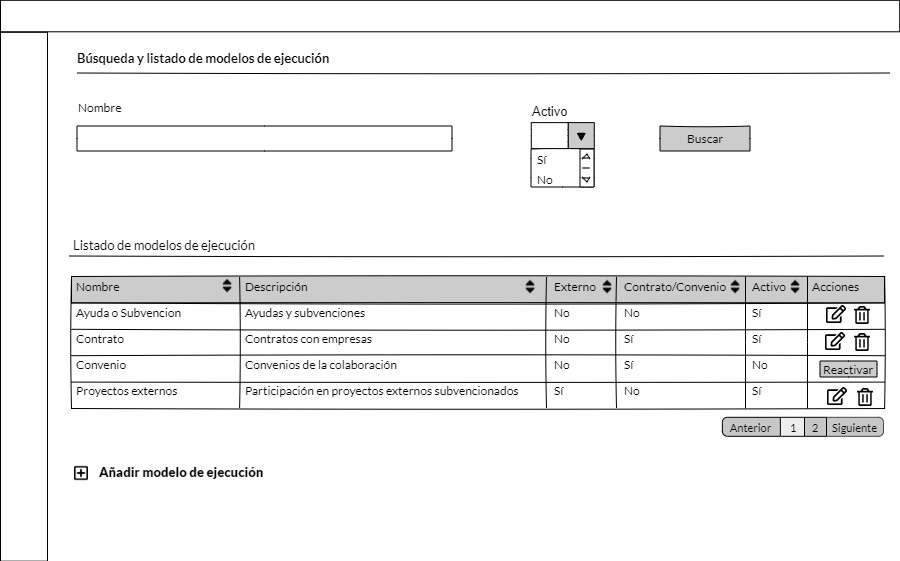 Búsqueda y listado de modelos de ejecución
Nombre
Activo
Buscar
Sí
No
Listado de modelos de ejecución
Nombre Descripción Externo Contrato/Convenio Activo Acciones
Ayuda o Subvencion Ayudas y subvenciones No No Sí
Contrato Contratos con empresas No Sí Sí
Convenio Convenios de la colaboración No Sí No Reactivar
Proyectos externos Participación en proyectos externos subvencionados Sí No Sí
Anterior 1 2 Siguiente
Añadir modelo de ejecución